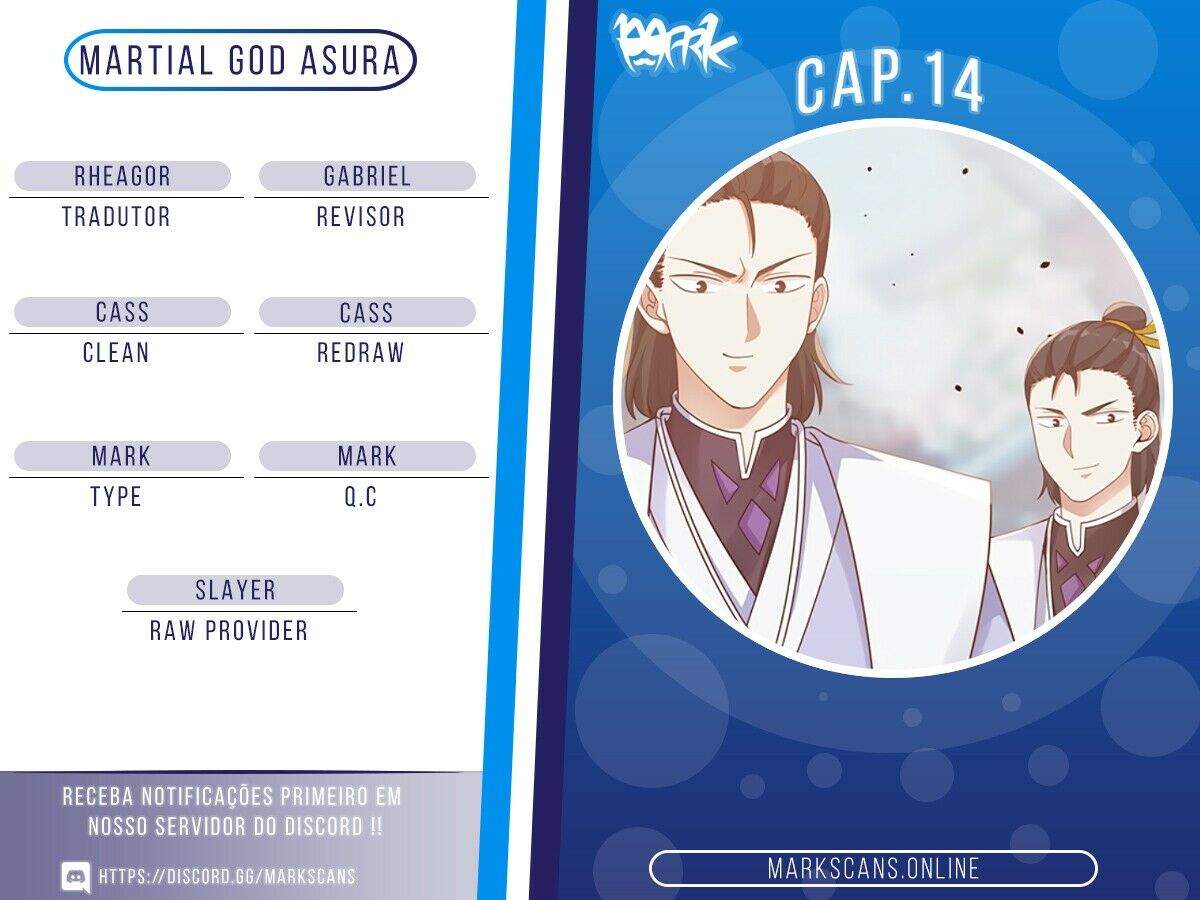 MARTIAL GOD ASURA
RHEAGOR
TRADUTOR
GABRIEL
REVISOR
CASS
CLEAN
CASS
REDRAW
MARK
TYPE
MARK
Q.C
SLAYER
RAW PROVIDER
RECEBA NOTIFICAÇÕES PRIMEIRO EM
NOSSO SERVIDOR DO DISCORD !!
HTTPS://DISCORD.GG/MARKSCANS
MARK
CAP.14
MARKSCANS.ONLINE